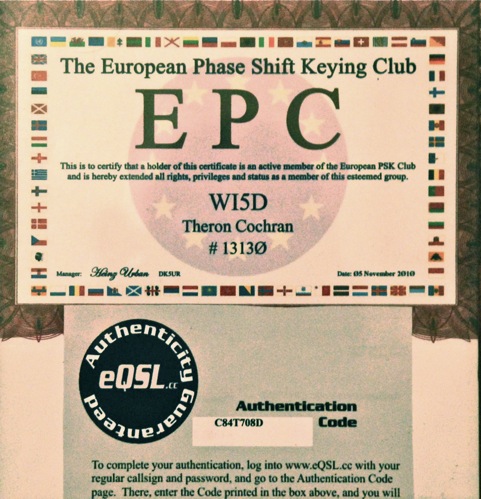 The European Phase Shift Keying Club
EPC
This is to certify that a holder of this certificate is an active member of the European PSK Club
and is hereby extended all rights, privileges and status as a member of this esteemed group.
WI5D
Theron Cochran
# 1313Ø
Manager: Heinz Urban DK5UR Date: 05 November 2010
Authenticity
eQSL.cc
Guaranteed
Authentication
C84T708D Code
To complete your authentication, log into www.eQSL.cc with your
regular callsign and password, and go to the Authentication Code
page. There, enter the Code printed in the box above, and you will